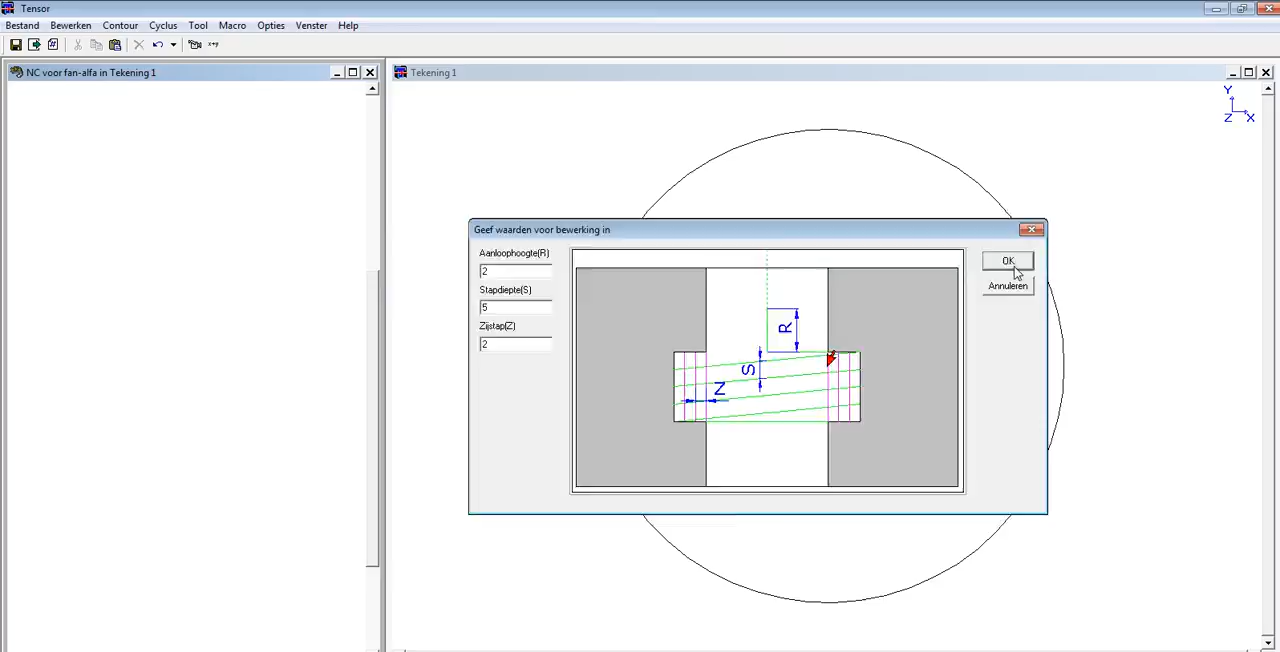 Tensor
Bestand Bewerken Contour Cyclus Tool Macro Opties Venster Help
NC voor fan-alfa in Tekening 1
Tekening 1
Y
Z X
Geef waarden voor bewerking in
Aanloophoogte(R)
2
Stapdiepte(S)
5
Zijstap(Z)
2
R
S
Z
OK
Annuleren